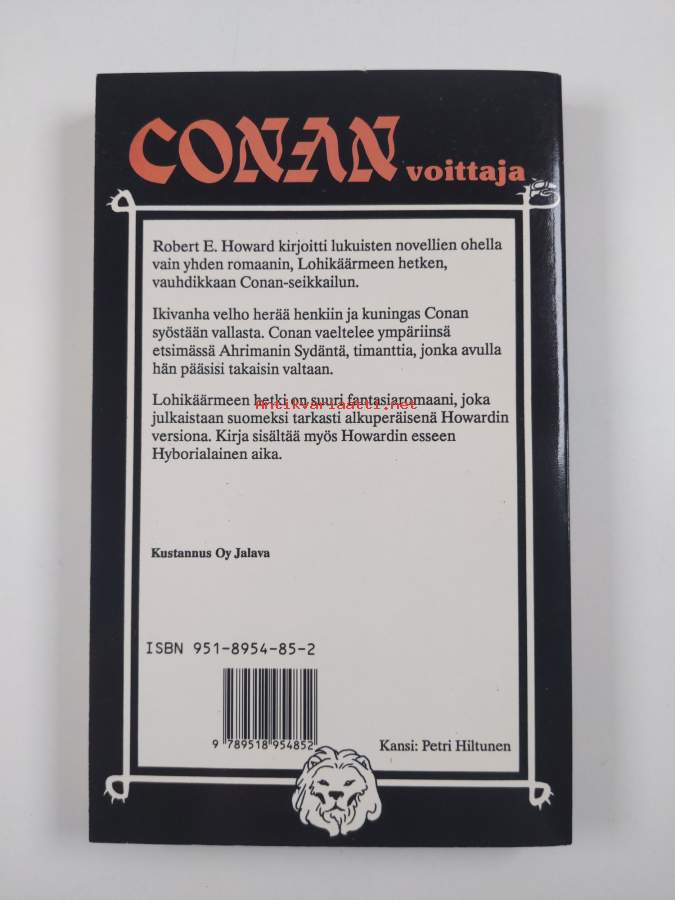 CONAN voittaja
Robert E. Howard kirjoitti lukuisten novellien ohella
vain yhden romaanin, Lohikäärmeen hetken,
vauhdikkaan Conan-seikkailun.
Ikivanha velho herää henkiin ja kuningas Conan
syöstään vallasta. Conan vaeltelee ympäriinsä
etsimässä Ahrimanin Sydäntä, timanttia, jonka avulla
hän pääsisi takaisin valtaan.
Lohikäärmeen hetki on suuri fantasiaromaani, joka
Antikvariaatti.net
julkaistaan suomeksi tarkasti alkuperäisenä Howardin
versiona. Kirja sisältää myös Howardin esseen
Hyborialainen aika.
Kustannus Oy Jalava
ISBN 951-8954-85-2
9 789518 954852
Kansi: Petri Hiltunen